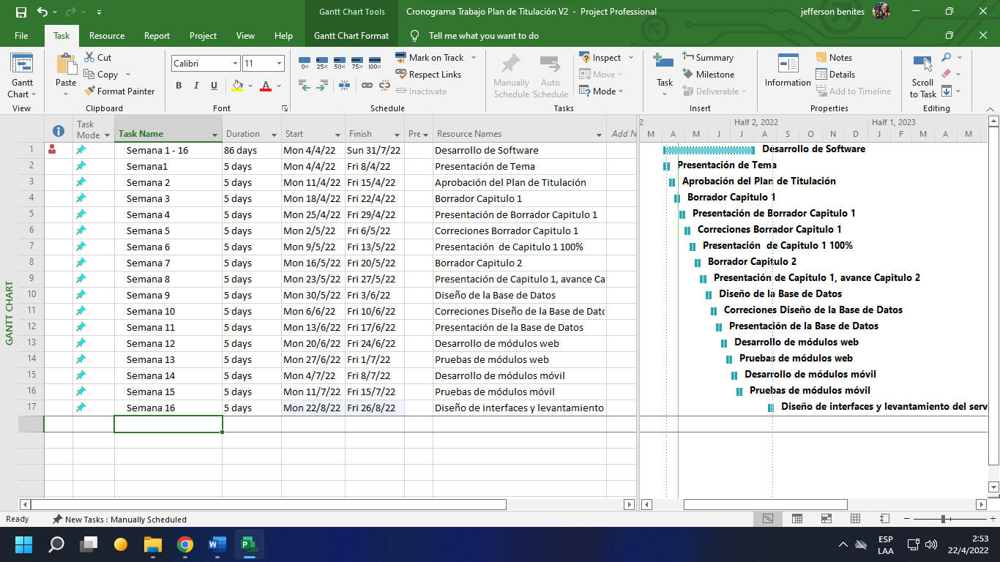 Gantt Chart Tools
Cronograma Trabajo Plan de Titulación V2 - Project Professional
jefferson benites
File Task Resource Report Project View Help Gantt Chart Format Tell me what you want to do
Gantt Chart
View
Paste
Cut
Copy
Format Painter
Clipboard
Calibri 11
B I U A
Font
0% 25% 50% 75% 100%
Mark on Track
Respect Links
Inactivate
Schedule
Manually Schedule
Auto Schedule
Inspect
Move
Mode
Tasks
Task
Summary
Milestone
Deliverable
Insert
Information
Notes
Details
Add to Timeline
Properties
Scroll to Task
Editing
Task Mode Task Name Duration Start Finish Pre Resource Names Add N
2 Half 2, 2022 Half 1, 2023
M A M J J A S O N D J F M A M
1 Semana 1 - 16 86 days Mon 4/4/22 Sun 31/7/22 Desarrollo de Software Desarrollo de Software
2 Semana1 5 days Mon 4/4/22 Fri 8/4/22 Presentación de Tema Presentación de Tema
3 Semana 2 5 days Mon 11/4/22 Fri 15/4/22 Aprobación del Plan de Titulación Aprobación del Plan de Titulación
4 Semana 3 5 days Mon 18/4/22 Fri 22/4/22 Borrador Capitulo 1 Borrador Capitulo 1
5 Semana 4 5 days Mon 25/4/22 Fri 29/4/22 Presentación de Borrador Capitulo 1 Presentación de Borrador Capitulo 1
6 Semana 5 5 days Mon 2/5/22 Fri 6/5/22 Correciones Borrador Capitulo 1 Correciones Borrador Capitulo 1
7 Semana 6 5 days Mon 9/5/22 Fri 13/5/22 Presentación de Capitulo 1 100% Presentación de Capitulo 1 100%
8 Semana 7 5 days Mon 16/5/22 Fri 20/5/22 Borrador Capitulo 2 Borrador Capitulo 2
9 Semana 8 5 days Mon 23/5/22 Fri 27/5/22 Presentación de Capitulo 1, avance Ca Presentación de Capitulo 1, avance Capitulo 2
10 Semana 9 5 days Mon 30/5/22 Fri 3/6/22 Diseño de la Base de Datos Diseño de la Base de Datos
11 Semana 10 5 days Mon 6/6/22 Fri 10/6/22 Correciones Diseño de la Base de Dato Correciones Diseño de la Base de Datos
12 Semana 11 5 days Mon 13/6/22 Fri 17/6/22 Presentación de la Base de Datos Presentación de la Base de Datos
13 Semana 12 5 days Mon 20/6/22 Fri 24/6/22 Desarrollo de módulos web Desarrollo de módulos web
14 Semana 13 5 days Mon 27/6/22 Fri 1/7/22 Pruebas de módulos web Pruebas de módulos web
15 Semana 14 5 days Mon 4/7/22 Fri 8/7/22 Desarrollo de módulos móvil Desarrollo de módulos móvil
16 Semana 15 5 days Mon 11/7/22 Fri 15/7/22 Pruebas de módulos móvil Pruebas de módulos móvil
17 Semana 16 5 days Mon 22/8/22 Fri 26/8/22 Diseño de interfaces y levantamiento Diseño de interfaces y levantamiento del serv
GANTT CHART
Ready New Tasks : Manually Scheduled
ESP
LAA
2:53
22/4/2022